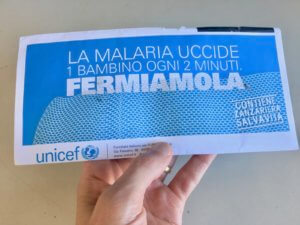 LA MALARIA UCCIDE
1 BAMBINO OGNI 2 MINUTI.
FERMIAMOLA
CONTIENE
ZANZARIERA
SALVAVITA
unicef